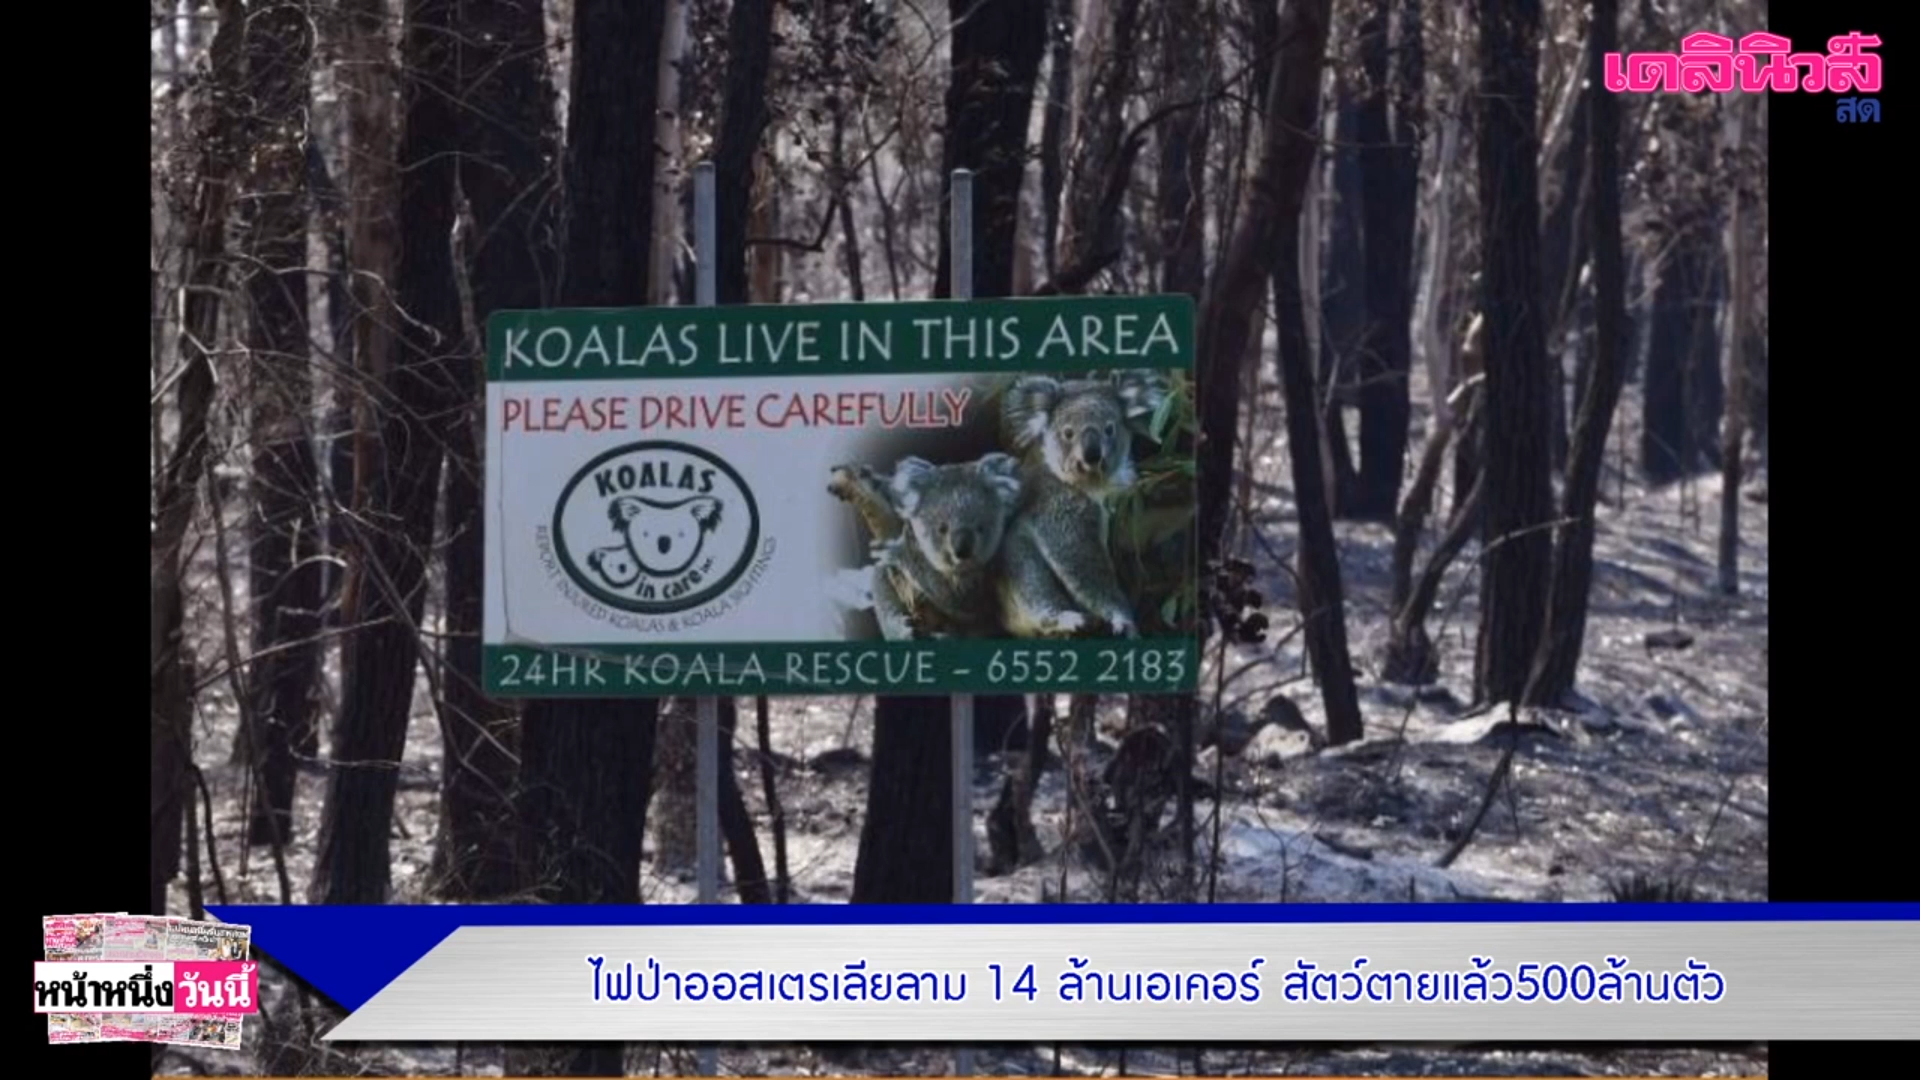 เดลินิวส์
สด
KOALAS LIVE IN THIS AREA
PLEASE DRIVE CAREFULLY
KOALAS
in care inc.
REPORT INJURED KOALAS & KOALA SIGHTINGS
24HR KOALA RESCUE – 6552 2183
ไฟป่าออสเตรเลียลาม 14 ล้านเอเคอร์ สัตว์ตายแล้ว500ล้านตัว
หน้าหนึ่งวันนี้